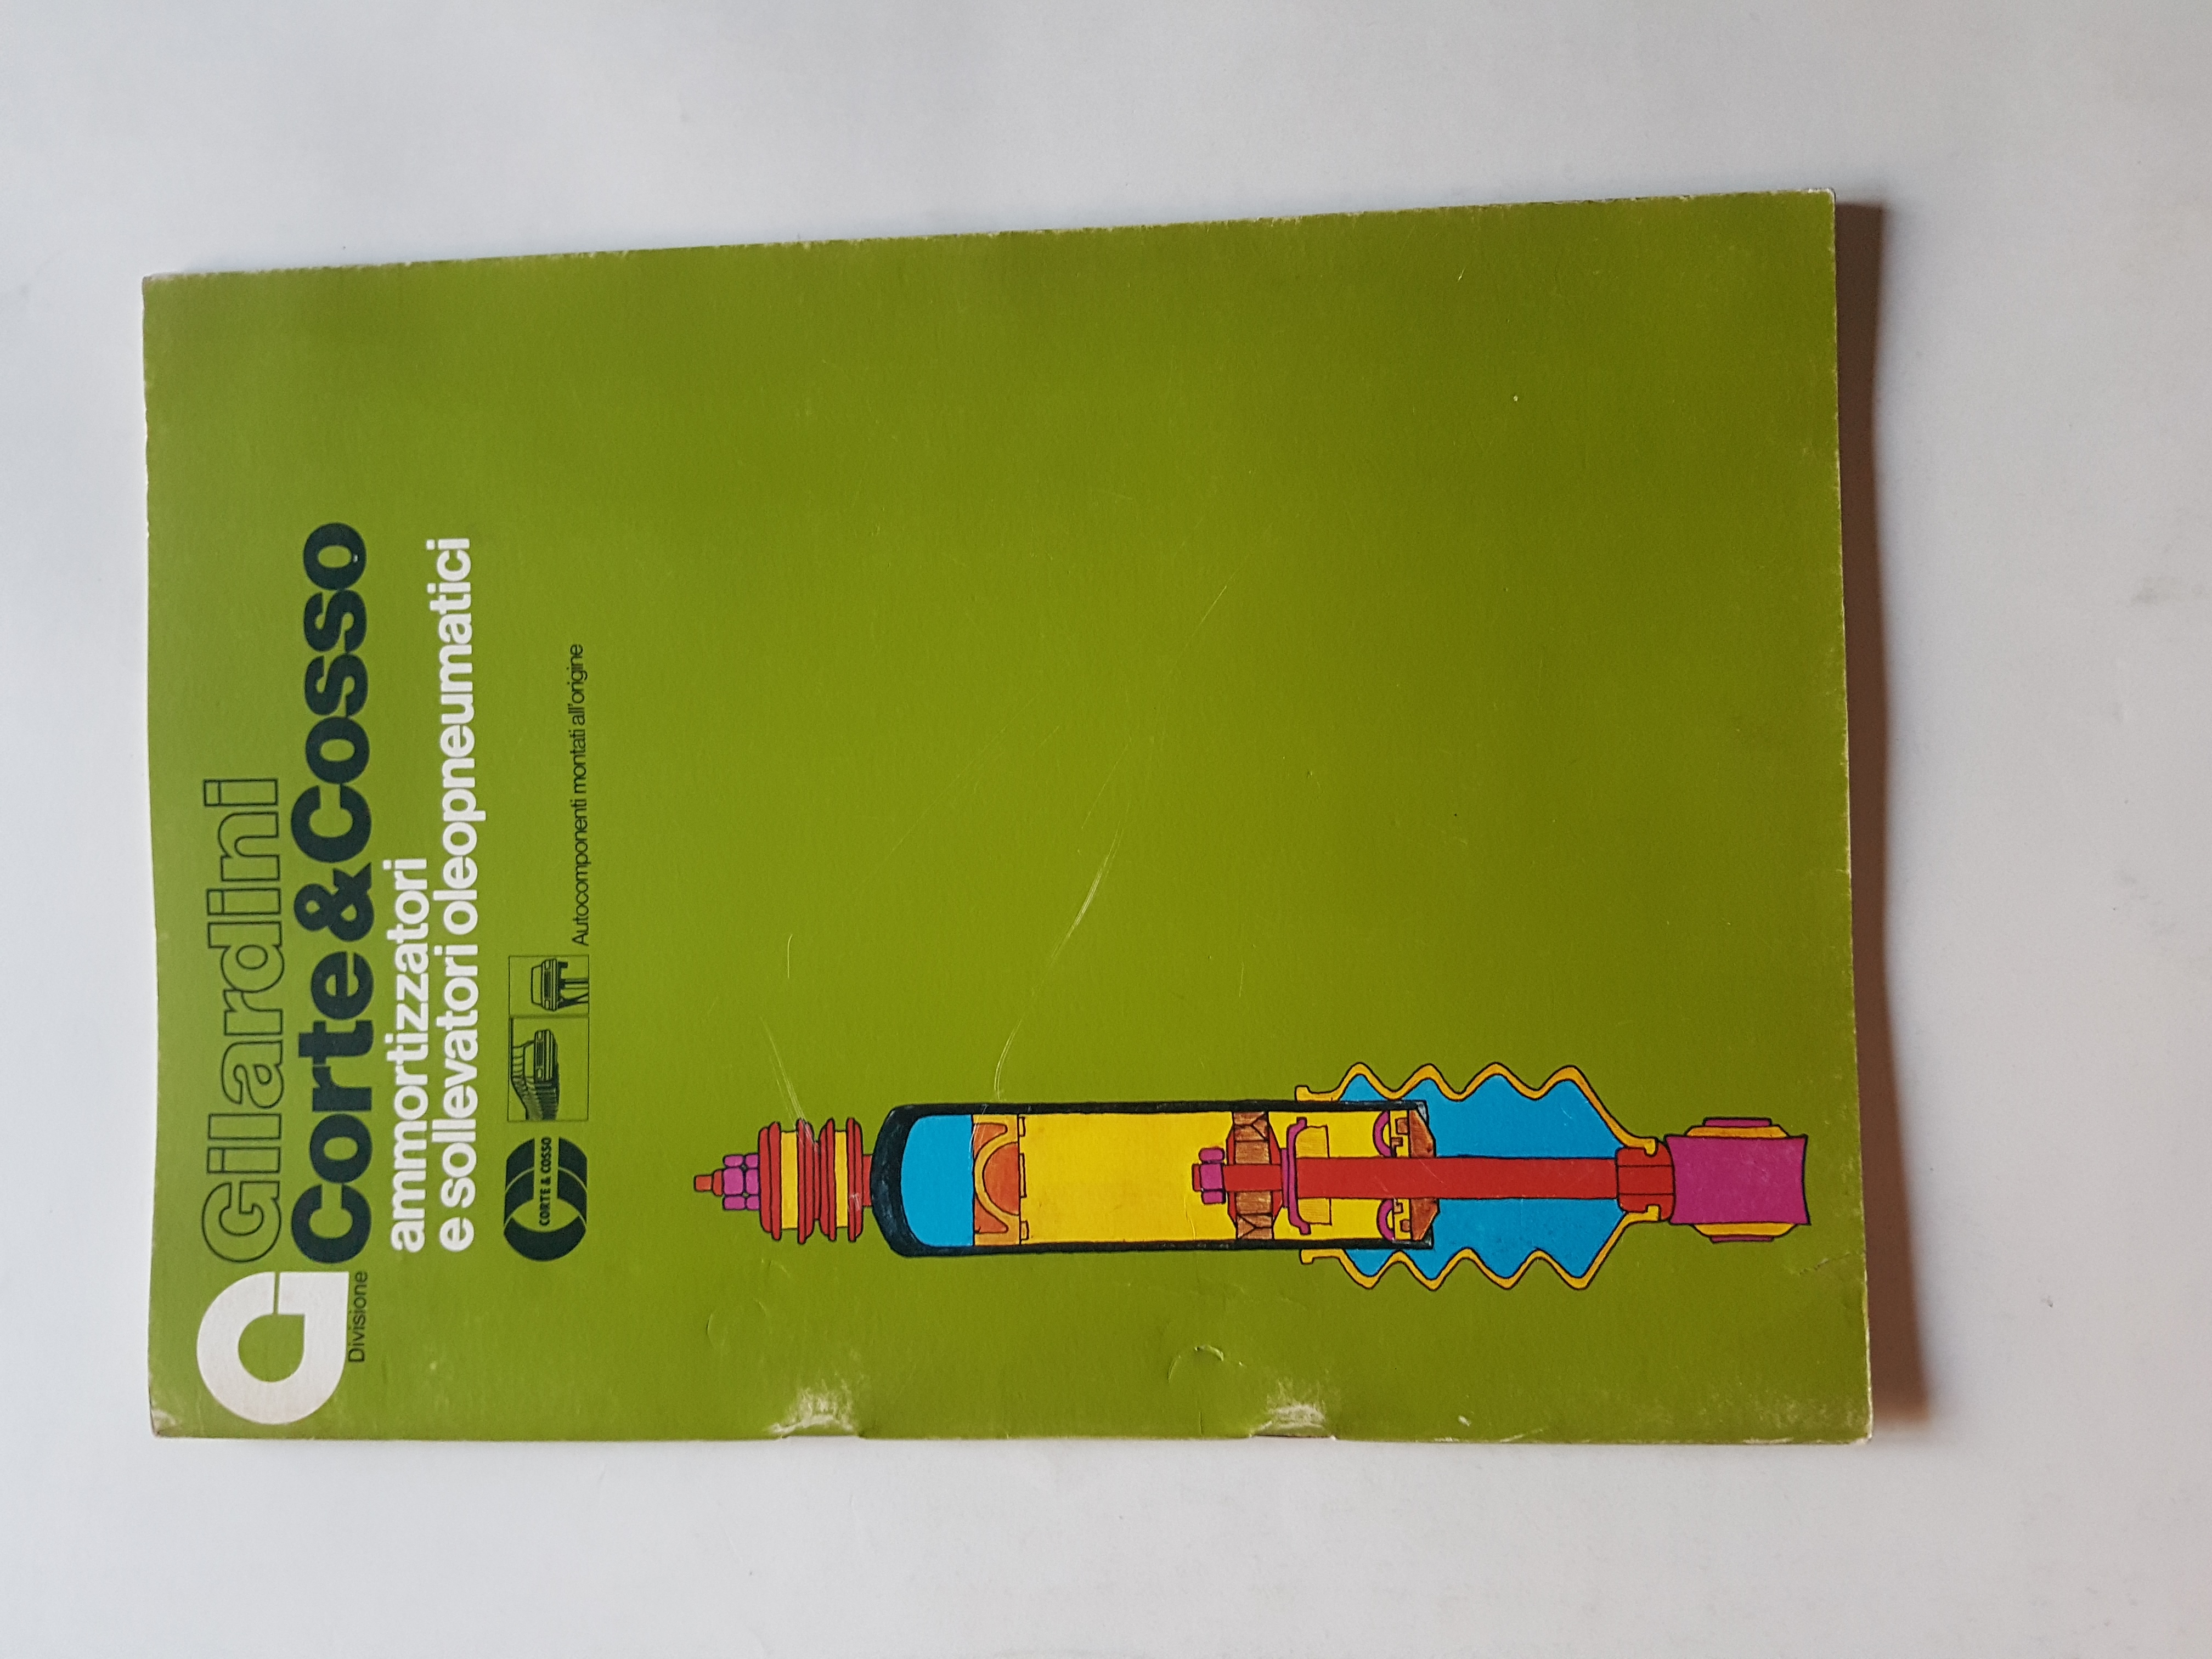 Gilardini
Divisione
Corte&Cosso
ammortizzatori
e sollevatori oleopneumatici
CORTE & COSSO
Autocomponenti montati all'origine